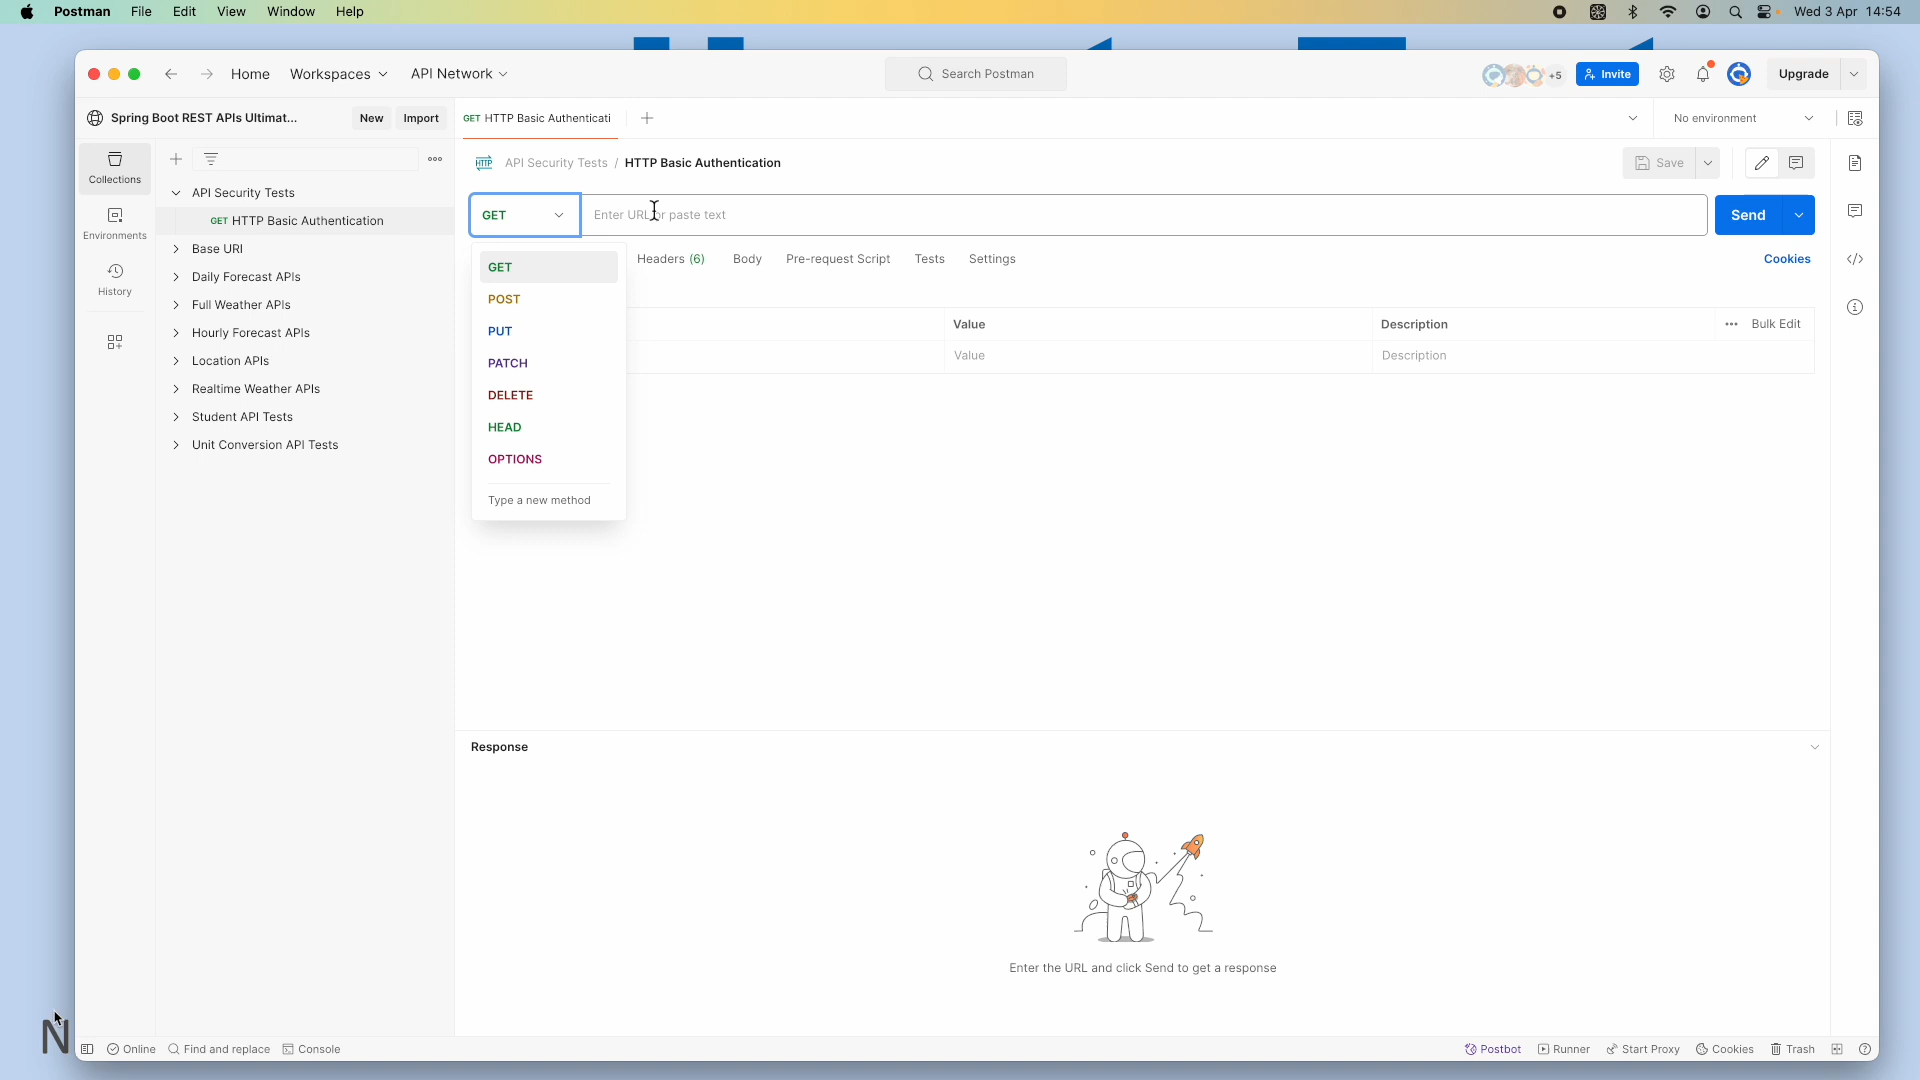 Postman File Edit View Window Help Wed 3 Apr 14:54
Home Workspaces API Network Search Postman +5 Invite Upgrade
Spring Boot REST APIs Ultimat... New Import GET HTTP Basic Authenticati No environment
Collections
Environments
History
API Security Tests
GET HTTP Basic Authentication
Base URI
Daily Forecast APIs
Full Weather APIs
Hourly Forecast APIs
Location APIs
Realtime Weather APIs
Student API Tests
Unit Conversion API Tests
HTTP API Security Tests / HTTP Basic Authentication Save
GET Enter URL or paste text Send
Headers (6) Body Pre-request Script Tests Settings Cookies
Value Description Bulk Edit
Value Description
GET
POST
PUT
PATCH
DELETE
HEAD
OPTIONS
Type a new method
Response
Enter the URL and click Send to get a response
N
Online Find and replace Console Postbot Runner Start Proxy Cookies Trash